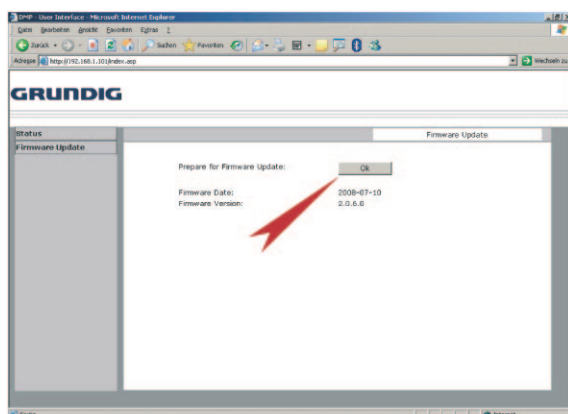 DMP - User Interface - Microsoft Internet Explorer
Datei Bearbeiten Ansicht Favoriten Extras ?
Zurück Suchen Favoriten
Adresse http://192.168.1.101/index.asp Wechseln zu
GRUNDIG
Status Firmware Update
Firmware Update
Prepare for Firmware Update: Ok
Firmware Date: 2008-07-10
Firmware Version: 2.0.6.0